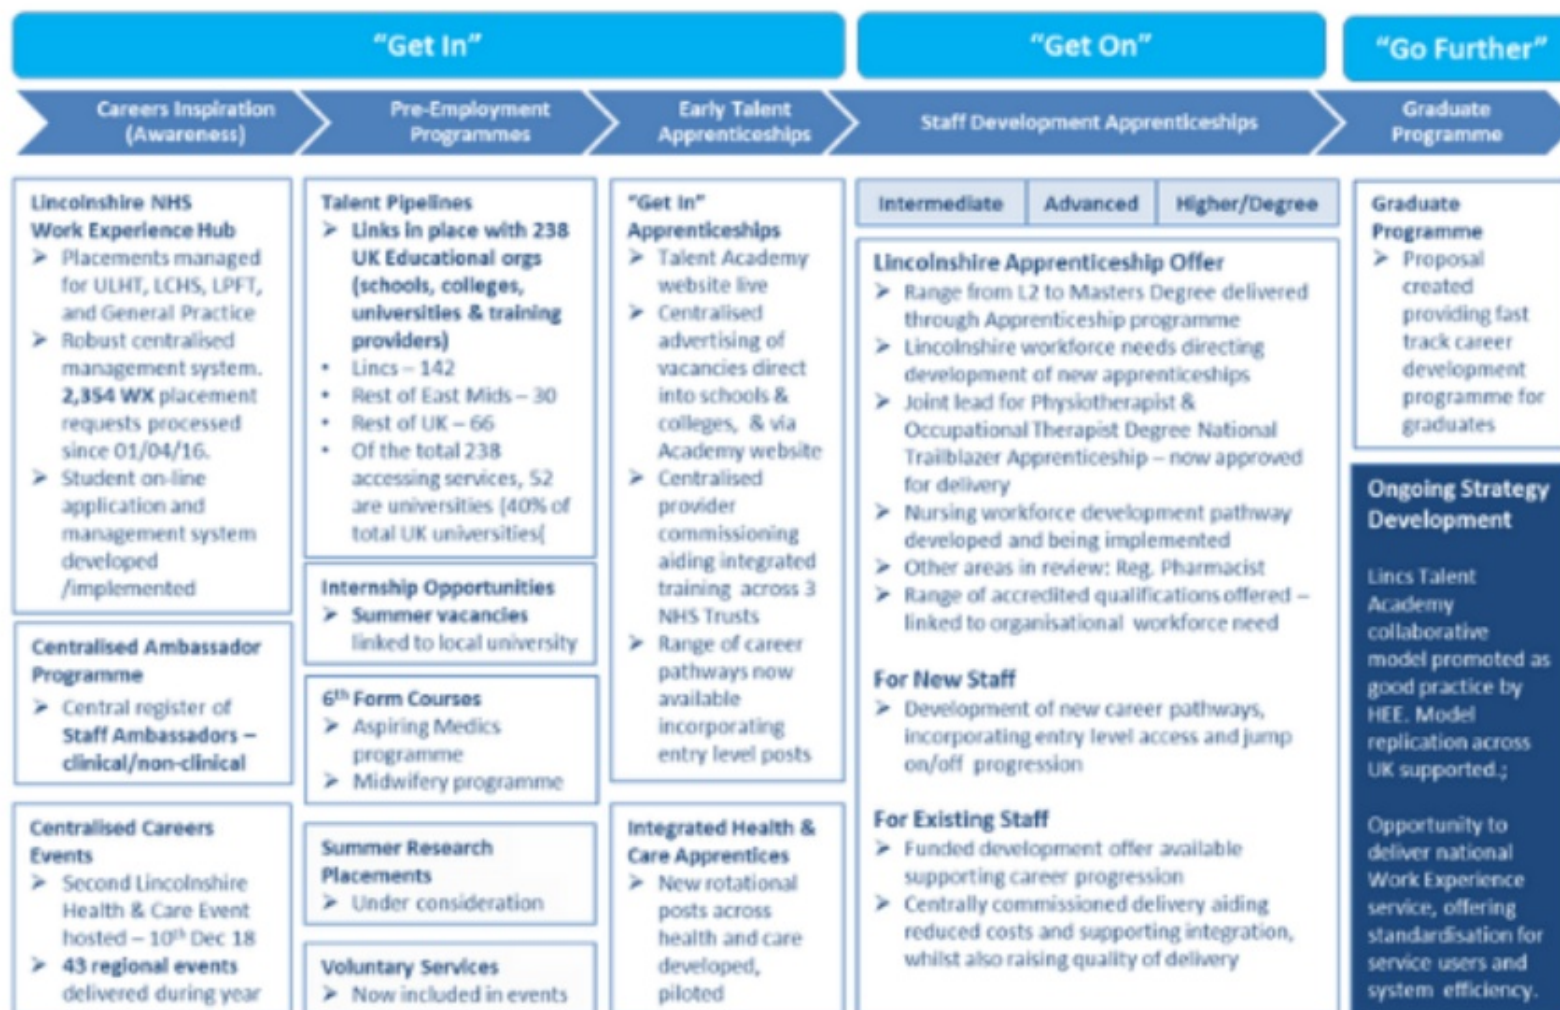 "Get In"
"Get On"
"Go Further"
Careers Inspiration
(Awareness)
Pre-Employment
Programmes
Early Talent
Apprenticeships
Staff Development Apprenticeships
Graduate
Programme
Lincolnshire NHS
Work Experience Hub
➤ Placements managed
for ULHT, LCHS, LPFT,
and General Practice
➤ Robust centralised
management system.
2,354 WX placement
requests processed
since 01/04/16.
➤ Student on-line
application and
management system
developed
/implemented
Centralised Ambassador
Programme
➤ Central register of
Staff Ambassadors –
clinical/non-clinical
Centralised Careers
Events
➤ Second Lincolnshire
Health & Care Event
hosted – 10th Dec 18
➤ 43 regional events
delivered during year
Talent Pipelines
➤ Links in place with 238
UK Educational orgs
(schools, colleges,
universities & training
providers)
• Lincs – 142
• Rest of East Mids – 30
• Rest of UK – 66
• Of the total 238
accessing services, 52
are universities (40% of
total UK universities(
Internship Opportunities
➤ Summer vacancies
linked to local university
6th Form Courses
➤ Aspiring Medics
programme
➤ Midwifery programme
Summer Research
Placements
➤ Under consideration
Voluntary Services
➤ Now included in events
"Get In"
Apprenticeships
➤ Talent Academy
website live
➤ Centralised
advertising of
vacancies direct
into schools &
colleges, & via
Academy website
➤ Centralised
provider
commissioning
aiding integrated
training across 3
NHS Trusts
➤ Range of career
pathways now
available
incorporating
entry level posts
Integrated Health &
Care Apprentices
➤ New rotational
posts across
health and care
developed,
piloted
Intermediate
Advanced
Higher/Degree
Lincolnshire Apprenticeship Offer
➤ Range from L2 to Masters Degree delivered
through Apprenticeship programme
➤ Lincolnshire workforce needs directing
development of new apprenticeships
➤ Joint lead for Physiotherapist &
Occupational Therapist Degree National
Trailblazer Apprenticeship – now approved
for delivery
➤ Nursing workforce development pathway
developed and being implemented
➤ Other areas in review: Reg. Pharmacist
➤ Range of accredited qualifications offered –
linked to organisational workforce need
For New Staff
➤ Development of new career pathways,
incorporating entry level access and jump
on/off progression
For Existing Staff
➤ Funded development offer available
supporting career progression
➤ Centrally commissioned delivery aiding
reduced costs and supporting integration,
whilst also raising quality of delivery
Graduate
Programme
➤ Proposal
created
providing fast
track career
development
programme for
graduates
Ongoing Strategy
Development
Lincs Talent
Academy
collaborative
model promoted as
good practice by
HEE. Model
replication across
UK supported.;
Opportunity to
deliver national
Work Experience
service, offering
standardisation for
service users and
system efficiency.